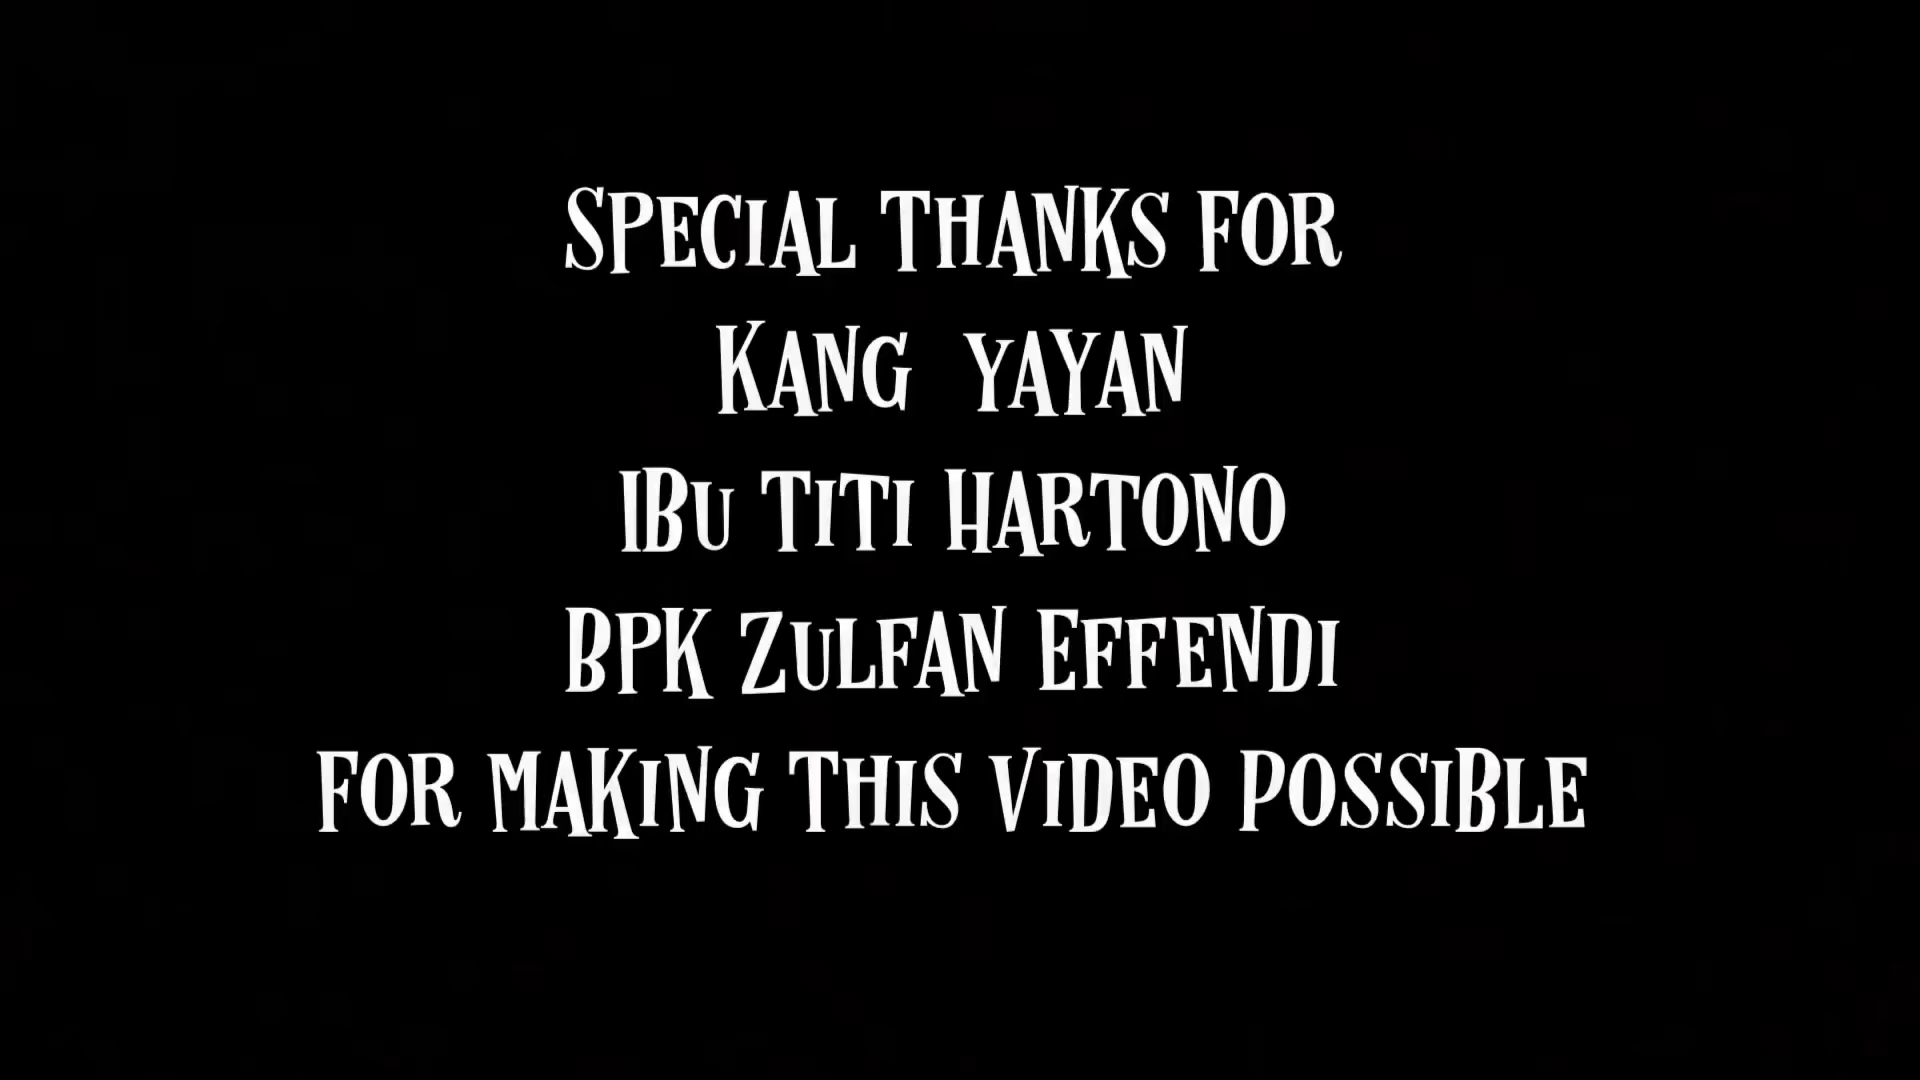 SPECIAL THANKS FOR
KANG YAYAN
IBU TITI HARTONO
BPK ZULFAN EFFENDI
FOR MAKING THIS VIDEO POSSIBLE